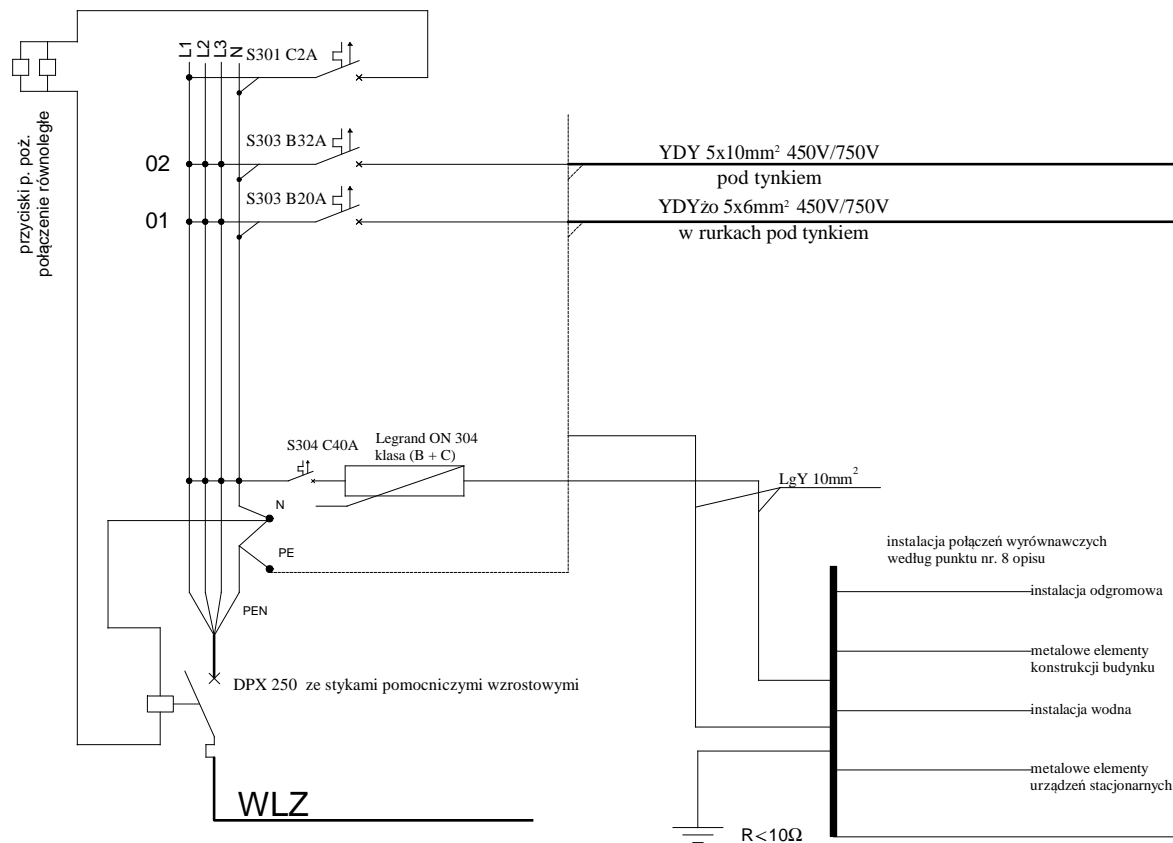 L1
L2
L3
N
S301 C2A
przyciski p. poż.
połączenie równoległe
02
S303 B32A
YDY 5x10mm² 450V/750V
pod tynkiem
01
S303 B20A
YDYżo 5x6mm² 450V/750V
w rurkach pod tynkiem
S304 C40A
Legrand ON 304
klasa (B + C)
LgY 10mm²
N
PE
PEN
instalacja połączeń wyrównawczych
według punktu nr. 8 opisu
instalacja odgromowa
metalowe elementy
konstrukcji budynku
DPX 250 ze stykami pomocniczymi wzrostowymi
instalacja wodna
metalowe elementy
urządzeń stacjonarnych
WLZ
R<10Ω